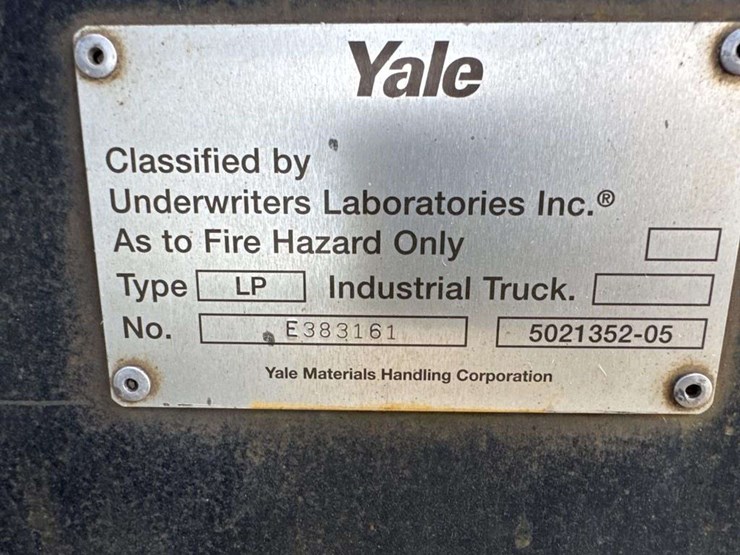 Yale
Classified by
Underwriters Laboratories Inc.®
As to Fire Hazard Only
Type LP Industrial Truck.
No. E383161 5021352-05
Yale Materials Handling Corporation